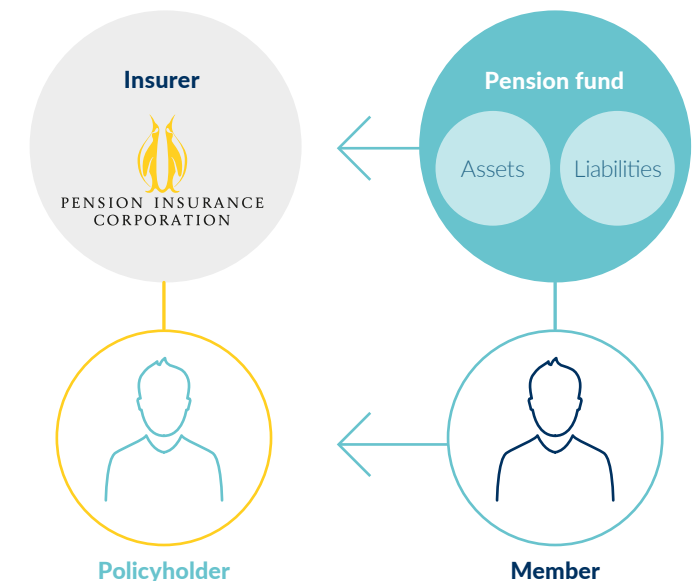 Insurer
PENSION INSURANCE
CORPORATION
Pension fund
Assets
Liabilities
Policyholder
Member